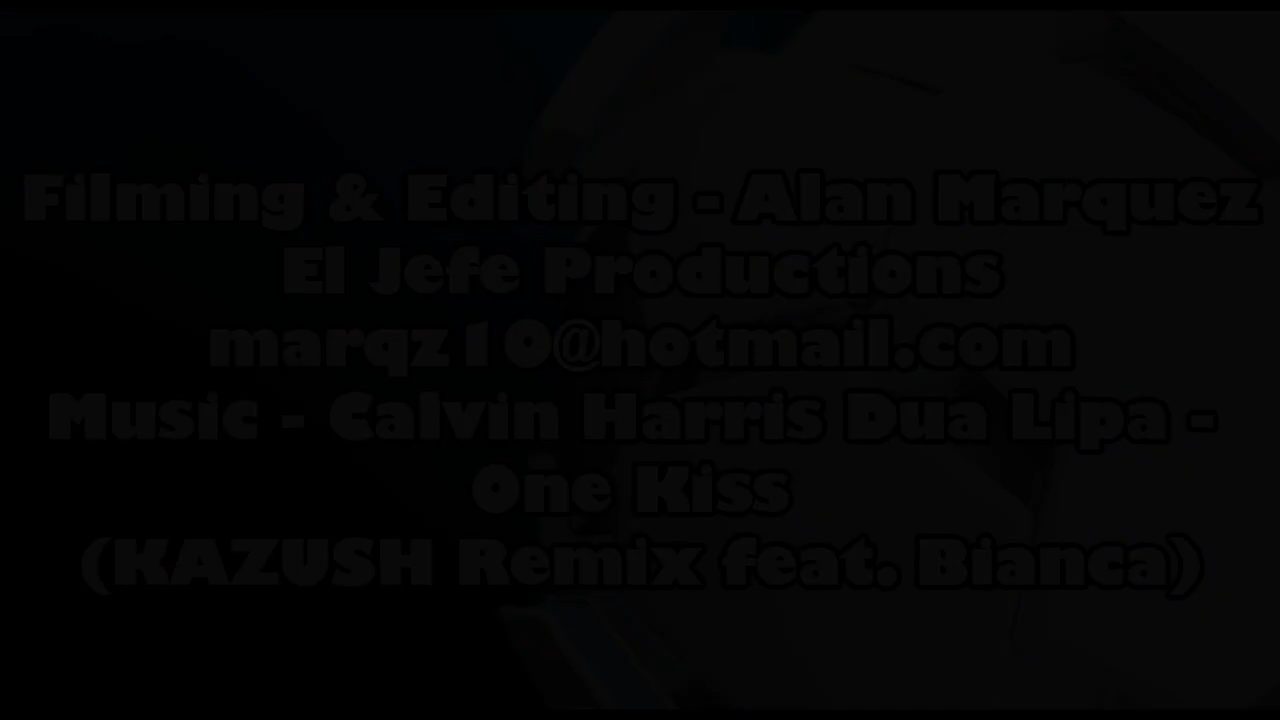 Filming & Editing - Alan Marquez
El Jefe Productions
marqz10@hotmail.com
Music - Calvin Harris Dua Lipa -
One Kiss
(KAZUSH Remix feat. Bianca)